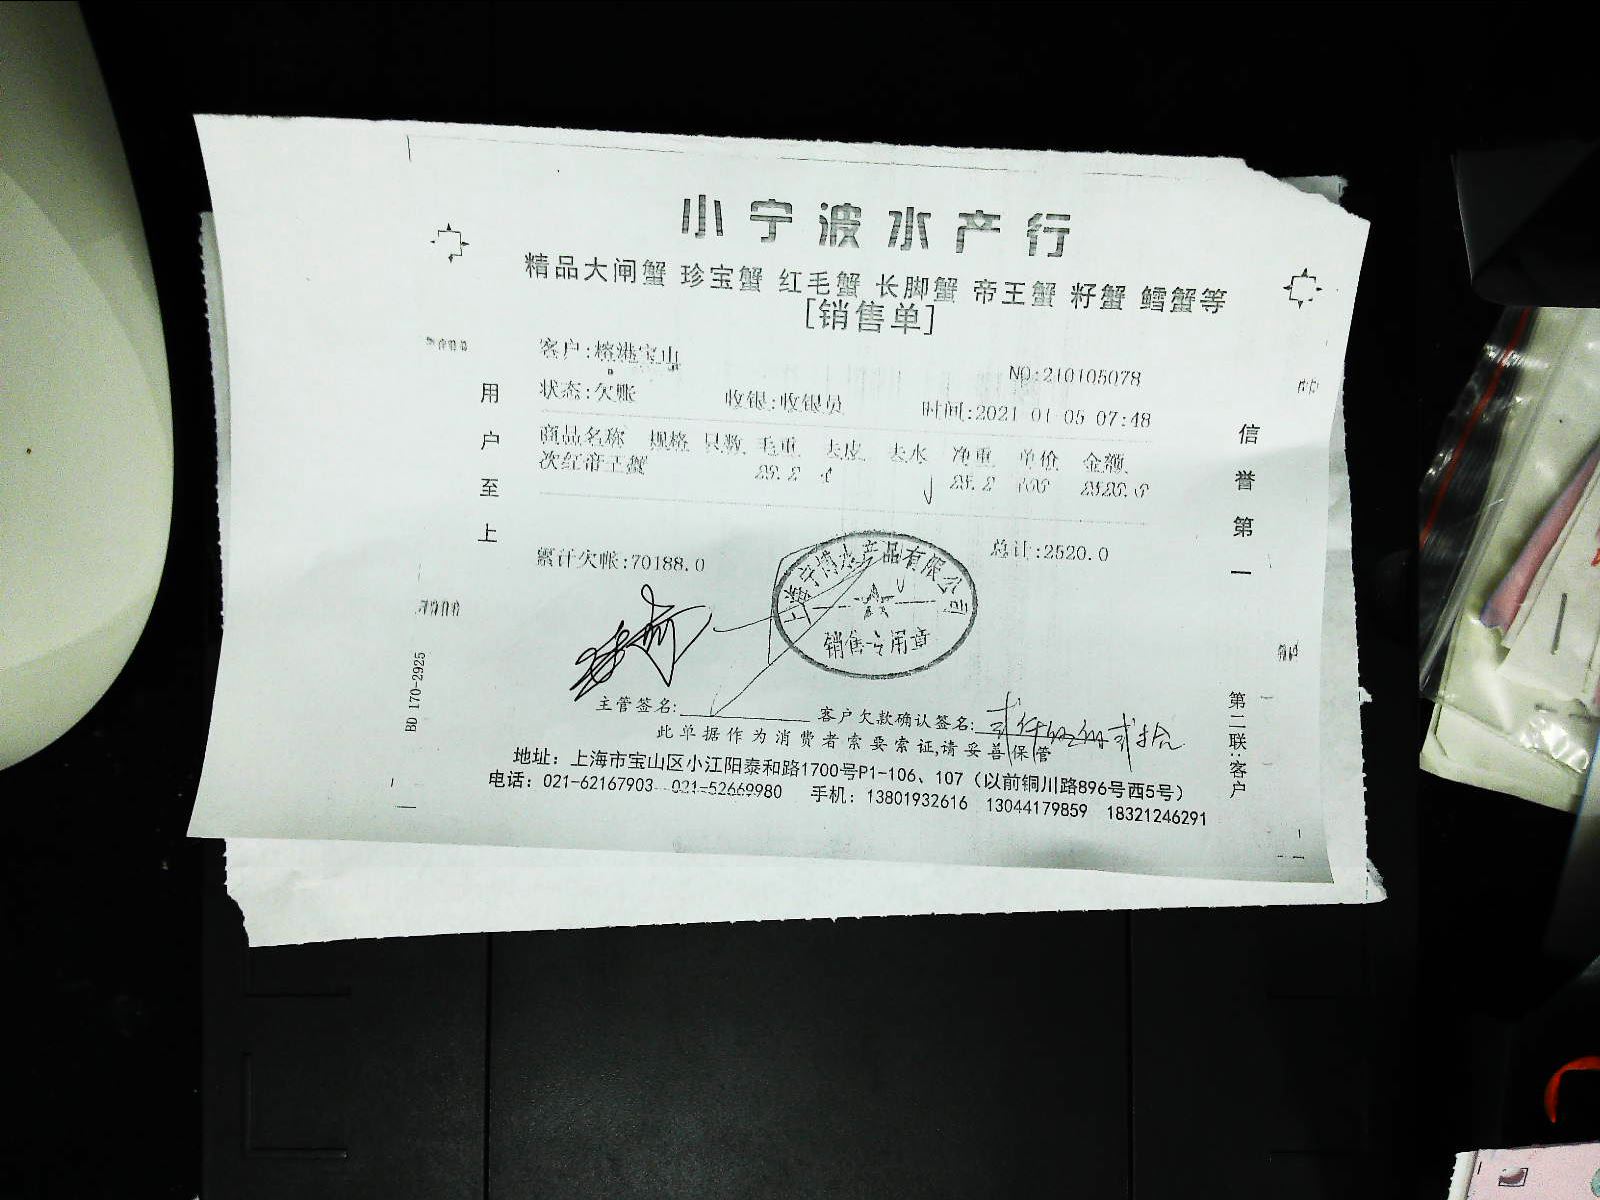 小宁波水产行
精品大闸蟹 珍宝蟹 红毛蟹 长脚蟹 帝王蟹 籽蟹 鳕蟹等
[销售单]
客户:榕港宝山
NO:210105078
状态:欠账 收银:收银员 时间:2021 01 05 07:48
商品名称 规格 只数 毛重 去皮 去水 净重 单价 金额
次红帝王蟹 25.2 25.2 100 2520.0
累计欠帐:70188.0 总计:2520.0
销售专用章
主管签名: 客户欠款确认签名:
此单据作为消费者索要索证,请妥善保管
地址：上海市宝山区小江阳泰和路1700号P1-106、107（以前铜川路896号西5号）
电话：021-62167903 021-52669980 手机：13801932616 13044179859 18321246291
用户至上
信誉第一
第二联:客户
BD 170-2925